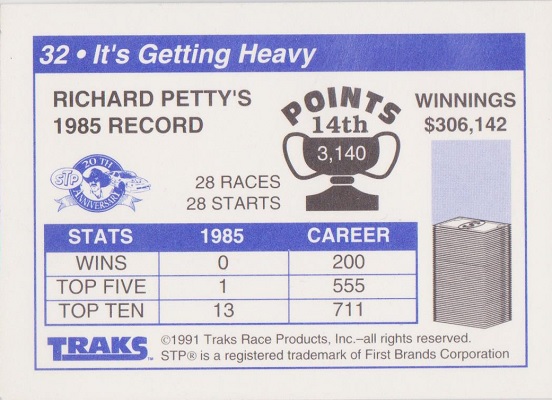 32 • It's Getting Heavy
RICHARD PETTY'S
1985 RECORD
POINTS
14th
3,140
WINNINGS
$306,142
STP
20TH
ANNIVERSARY
28 RACES
28 STARTS
STATS 1985 CAREER
WINS 0 200
TOP FIVE 1 555
TOP TEN 13 711
TRAKS™
©1991 Traks Race Products, Inc.–all rights reserved.
STP® is a registered trademark of First Brands Corporation